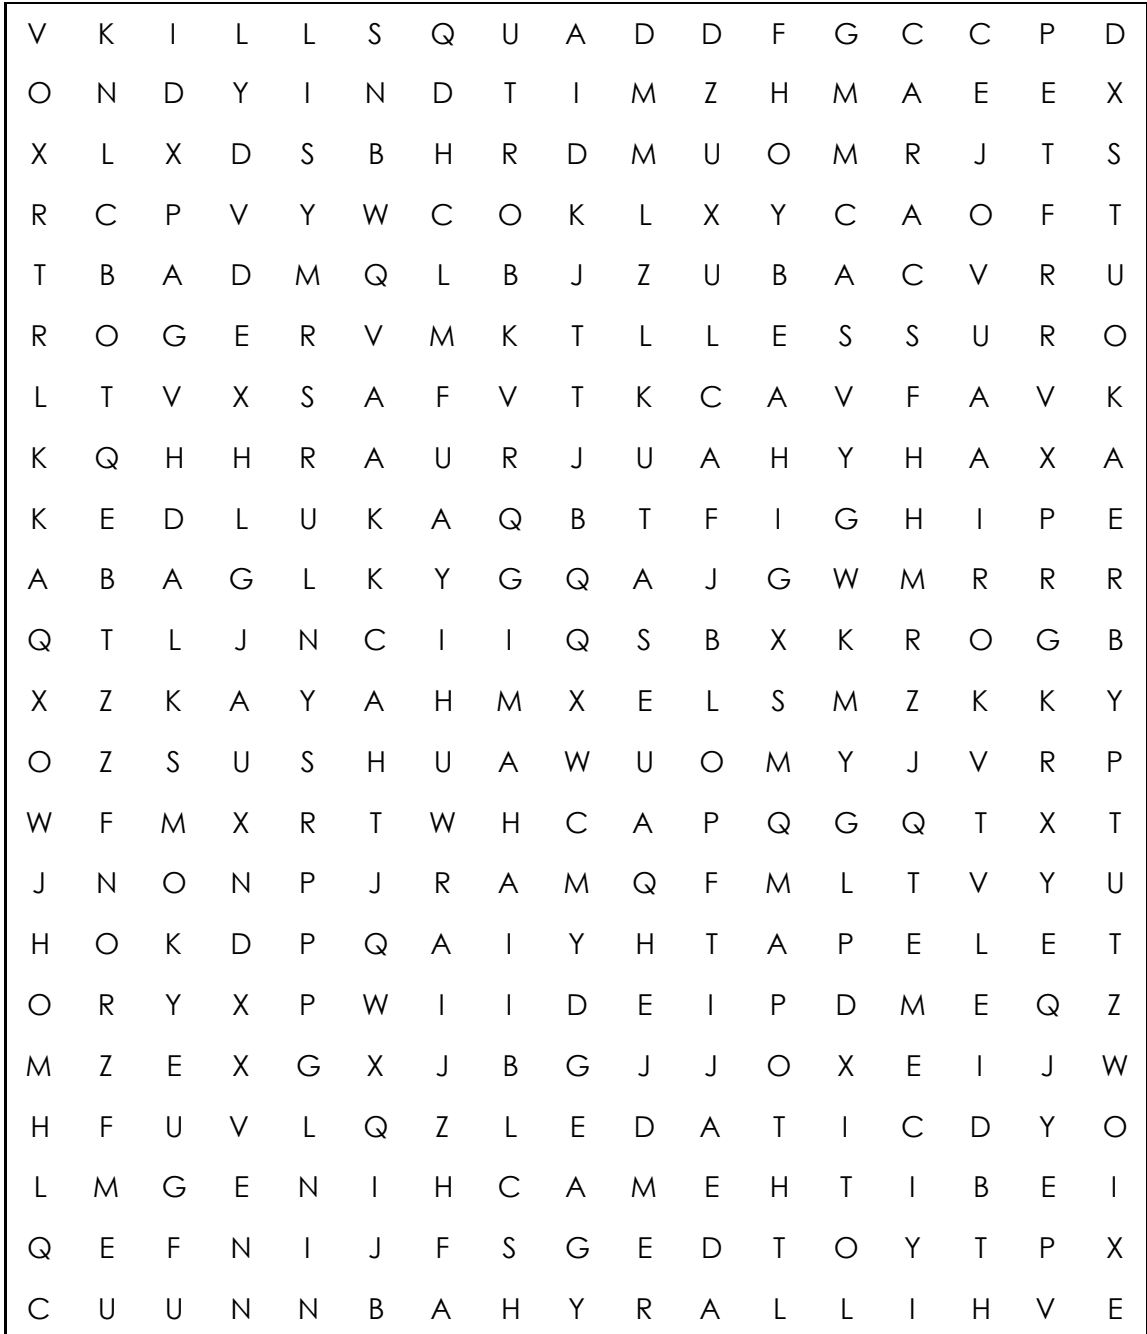 V K I L L S Q U A D D F G C C P D
O N D Y I N D T I M Z H M A E E X
X L X D S B H R D M U O M R J T S
R C P V Y W C O K L X Y C A O F T
T B A D M Q L B J Z U B A C V R U
R O G E R V M K T L L E S S U R O
L T V X S A F V T K C A V F A V K
K Q H H R A U R J U A H Y H A X A
K E D L U K A Q B T F I G H I P E
A B A G L K Y G Q A J G W M R R R
Q T L J N C I I Q S B X K R O G B
X Z K A Y A H M X E L S M Z K K Y
O Z S U S H U A W U O M Y J V R P
W F M X R T W H C A P Q G Q T X T
J N O N P J R A M Q F M L T V Y U
H O K D P Q A I Y H T A P E L E T
O R Y X P W I I D E I P D M E Q Z
M Z E X G X J B G J J O X E I J W
H F U V L Q Z L E D A T I C D Y O
L M G E N I H C A M E H T I B E I
Q E F N I J F S G E D T O Y T P X
C U U N N B A H Y R A L L I H V E